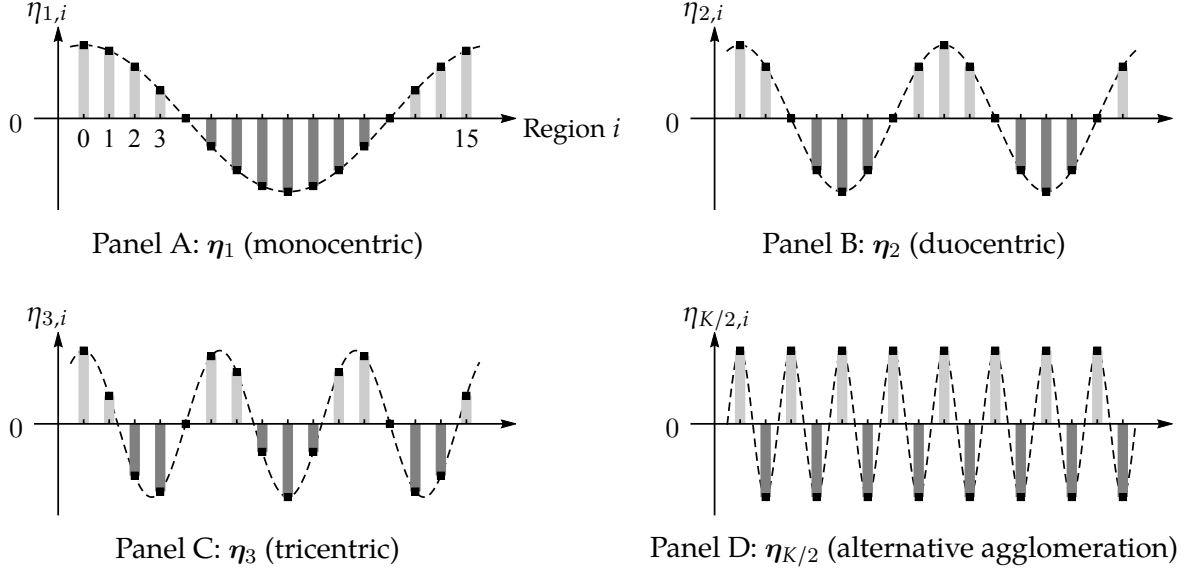 η1,i
η2,i
0
0 1 2 3 15
Region i
0
Panel A: η1 (monocentric)
Panel B: η2 (duocentric)
η3,i
ηK/2,i
0
0
Panel C: η3 (tricentric)
Panel D: ηK/2 (alternative agglomeration)